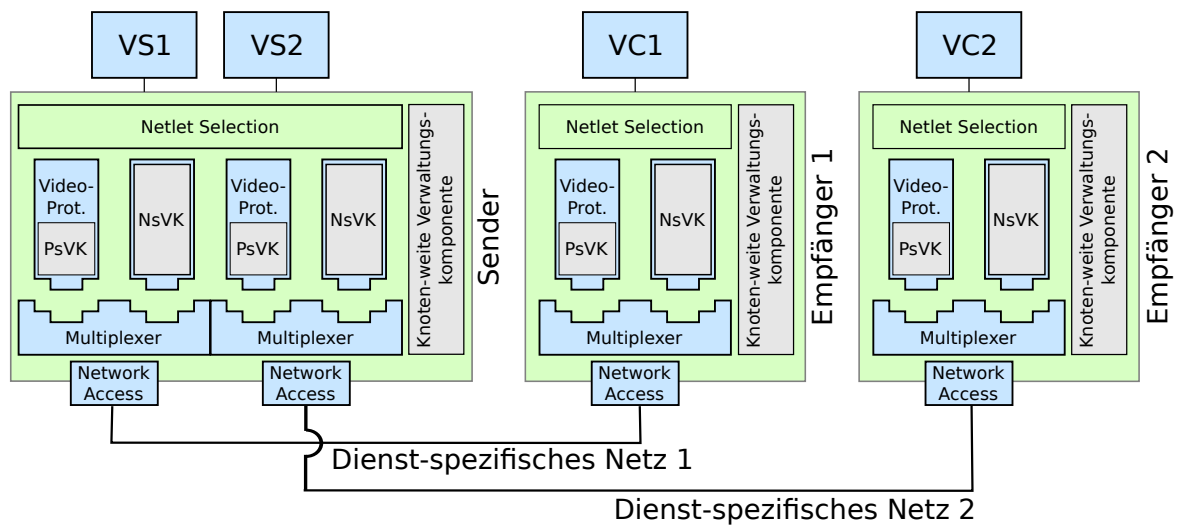 VS1
VS2
VC1
VC2
Netlet Selection
Video-
Prot.
PsVK
NsVK
Video-
Prot.
PsVK
NsVK
Multiplexer
Multiplexer
Network
Access
Network
Access
Knoten-weite Verwaltungs-
komponente
Sender
Netlet Selection
Video-
Prot.
PsVK
NsVK
Multiplexer
Network
Access
Knoten-weite Verwaltungs-
komponente
Empfänger 1
Netlet Selection
Video-
Prot.
PsVK
NsVK
Multiplexer
Network
Access
Knoten-weite Verwaltungs-
komponente
Empfänger 2
Dienst-spezifisches Netz 1
Dienst-spezifisches Netz 2